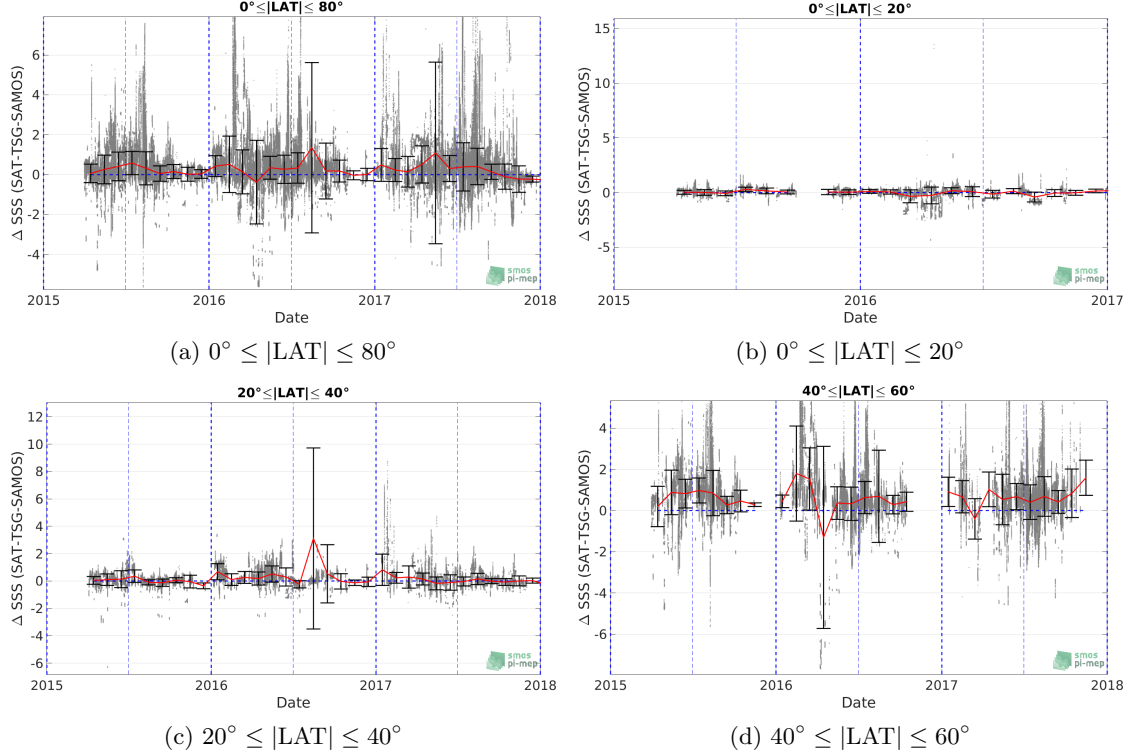 0°≤|LAT|≤ 80°
Δ SSS (SAT-TSG-SAMOS)
6
4
2
0
-2
-4
2015
2016
2017
2018
Date
smos
pi-mep
(a) 0° ≤ |LAT| ≤ 80°
0°≤|LAT|≤ 20°
Δ SSS (SAT-TSG-SAMOS)
15
10
5
0
-5
2015
2016
2017
Date
smos
pi-mep
(b) 0° ≤ |LAT| ≤ 20°
20°≤|LAT|≤ 40°
Δ SSS (SAT-TSG-SAMOS)
12
10
8
6
4
2
0
-2
-4
-6
2015
2016
2017
2018
Date
smos
pi-mep
(c) 20° ≤ |LAT| ≤ 40°
40°≤|LAT|≤ 60°
Δ SSS (SAT-TSG-SAMOS)
4
2
0
-2
-4
-6
2015
2016
2017
2018
Date
smos
pi-mep
(d) 40° ≤ |LAT| ≤ 60°